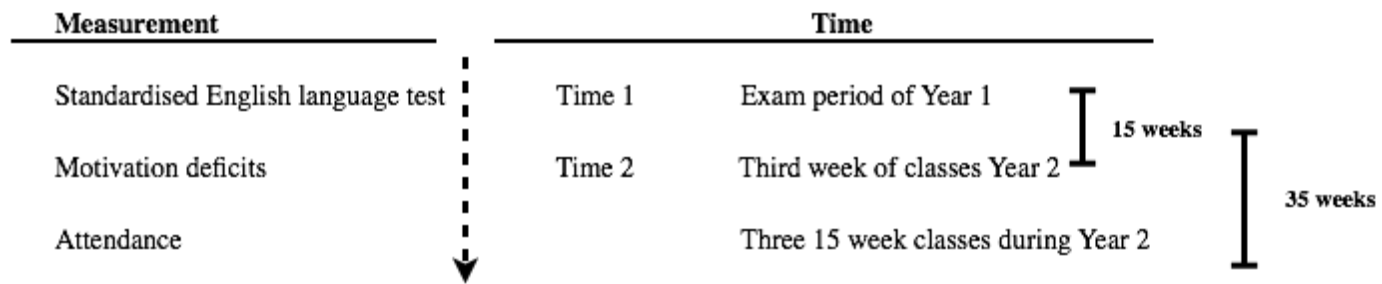 Measurement Time
Standardised English language test Time 1 Exam period of Year 1
15 weeks
Motivation deficits Time 2 Third week of classes Year 2
35 weeks
Attendance Three 15 week classes during Year 2